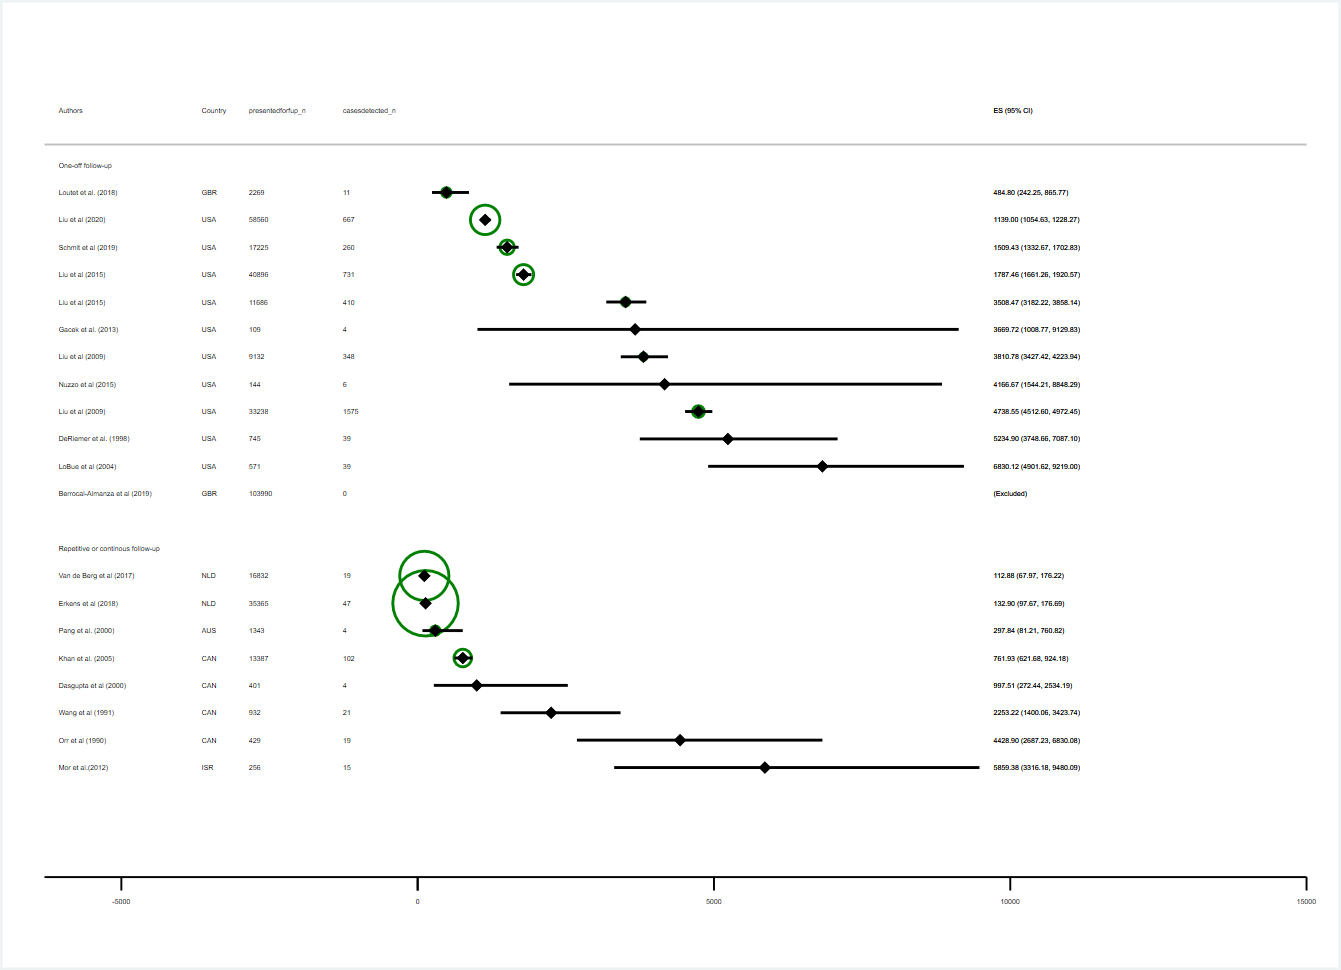 Authors Country presentedforfup_n casesdetected_n ES (95% CI)
One-off follow-up
Loutet et al. (2018) GBR 2269 11 484.80 (242.25, 865.77)
Liu et al (2020) USA 58560 667 1139.00 (1054.63, 1228.27)
Schmit et al (2019) USA 17225 260 1509.43 (1332.67, 1702.83)
Liu et al (2015) USA 40896 731 1787.46 (1661.26, 1920.57)
Liu et al (2015) USA 11686 410 3508.47 (3182.22, 3858.14)
Gacek et al. (2013) USA 109 4 3669.72 (1008.77, 9129.83)
Liu et al (2009) USA 9132 348 3810.78 (3427.42, 4223.94)
Nuzzo et al (2015) USA 144 6 4166.67 (1544.21, 8848.29)
Liu et al (2009) USA 33238 1575 4738.55 (4512.60, 4972.45)
DeRiemer et al. (1998) USA 745 39 5234.90 (3748.66, 7087.10)
LoBue et al (2004) USA 571 39 6830.12 (4901.62, 9219.00)
Berrocal-Almanza et al (2019) GBR 103990 0 (Excluded)
Repetitive or continous follow-up
Van de Berg et al (2017) NLD 16832 19 112.88 (67.97, 176.22)
Erkens et al (2018) NLD 35365 47 132.90 (97.67, 176.69)
Pang et al. (2000) AUS 1343 4 297.84 (81.21, 760.82)
Khan et al. (2005) CAN 13387 102 761.93 (621.68, 924.18)
Dasgupta et al (2000) CAN 401 4 997.51 (272.44, 2534.19)
Wang et al (1991) CAN 932 21 2253.22 (1400.06, 3423.74)
Orr et al (1990) CAN 429 19 4428.90 (2687.23, 6830.08)
Mor et al.(2012) ISR 256 15 5859.38 (3316.18, 9480.09)
-5000 0 5000 10000 15000